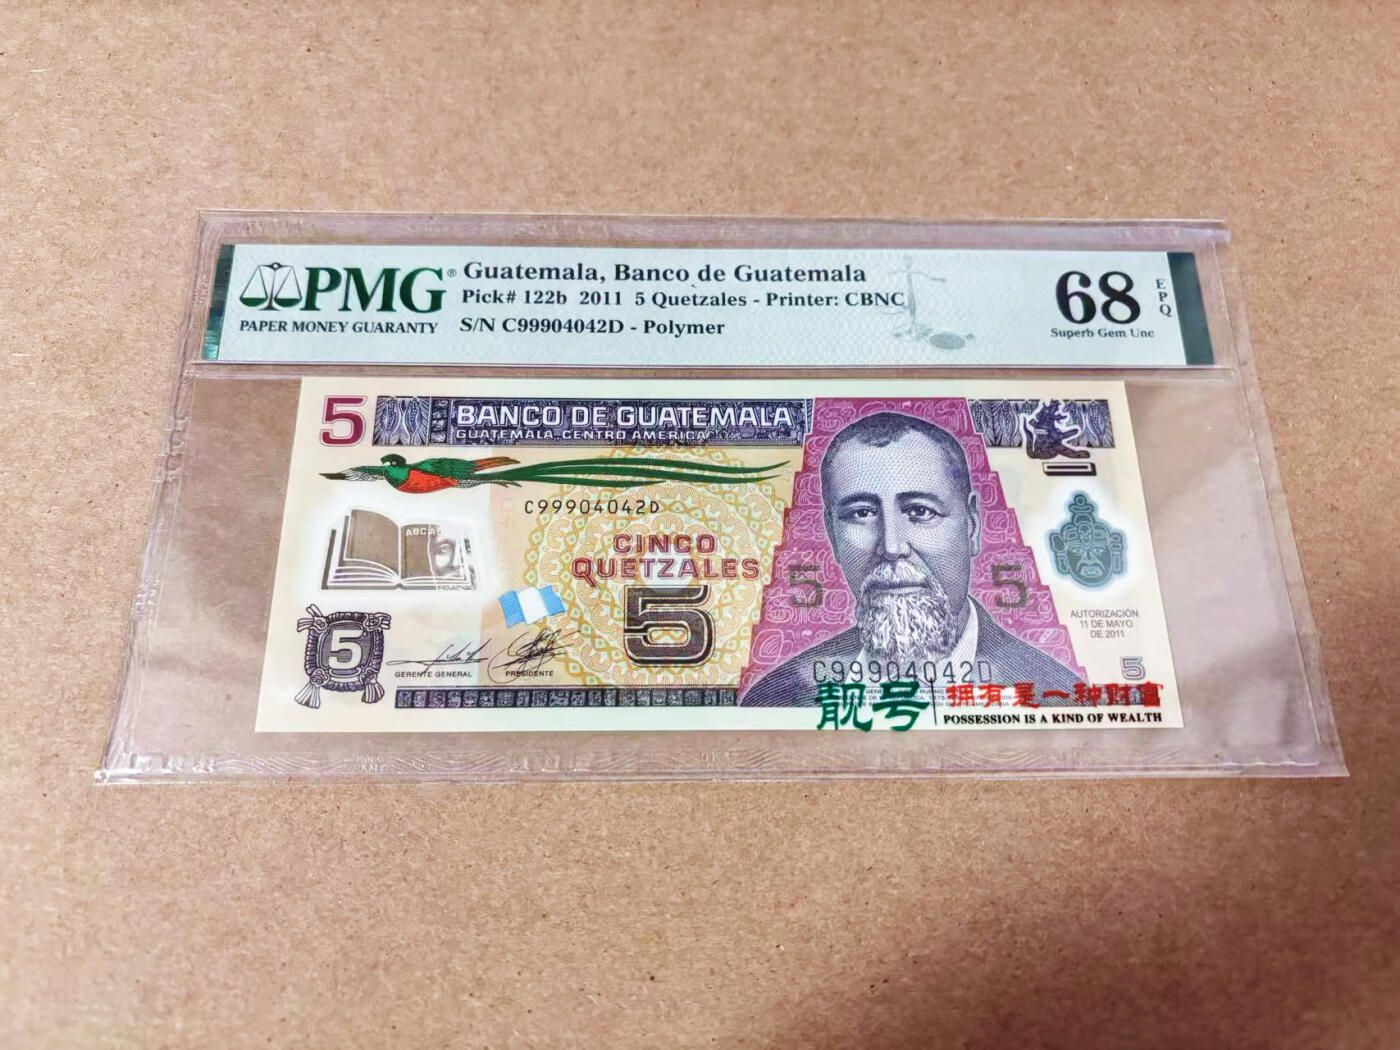 PMG®
PAPER MONEY GUARANTY
Guatemala, Banco de Guatemala
Pick# 122b 2011 5 Quetzales - Printer: CBNC
S/N C99904042D - Polymer
68
EPQ
Superb Gem Unc
5
BANCO DE GUATEMALA
GUATEMALA, CENTRO AMERICA
C99904042D
CINCO
QUETZALES
5
5
5
5
GERENTE GENERAL
PRESIDENTE
AUTORIZACIÓN
11 DE MAYO
DE 2011
5
C99904042D
靓号
拥有是一种财富
POSSESSION IS A KIND OF WEALTH